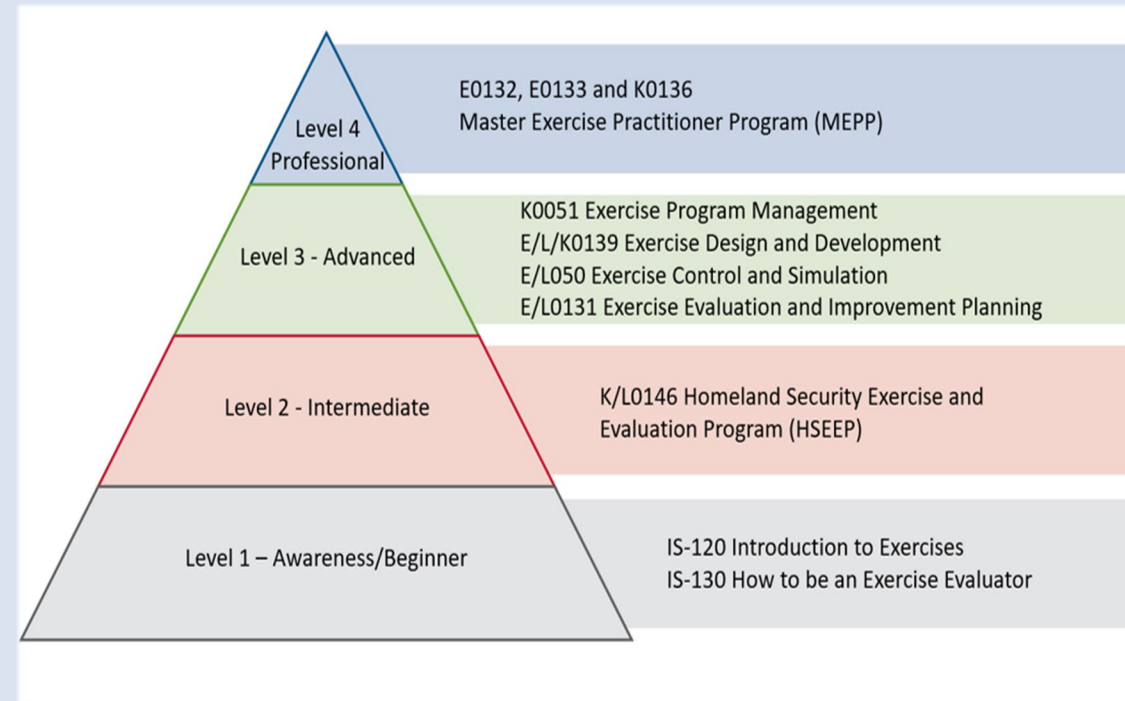 Level 4
Professional
E0132, E0133 and K0136
Master Exercise Practitioner Program (MEPP)
Level 3 - Advanced
K0051 Exercise Program Management
E/L/K0139 Exercise Design and Development
E/L050 Exercise Control and Simulation
E/L0131 Exercise Evaluation and Improvement Planning
Level 2 - Intermediate
K/L0146 Homeland Security Exercise and
Evaluation Program (HSEEP)
Level 1 – Awareness/Beginner
IS-120 Introduction to Exercises
IS-130 How to be an Exercise Evaluator